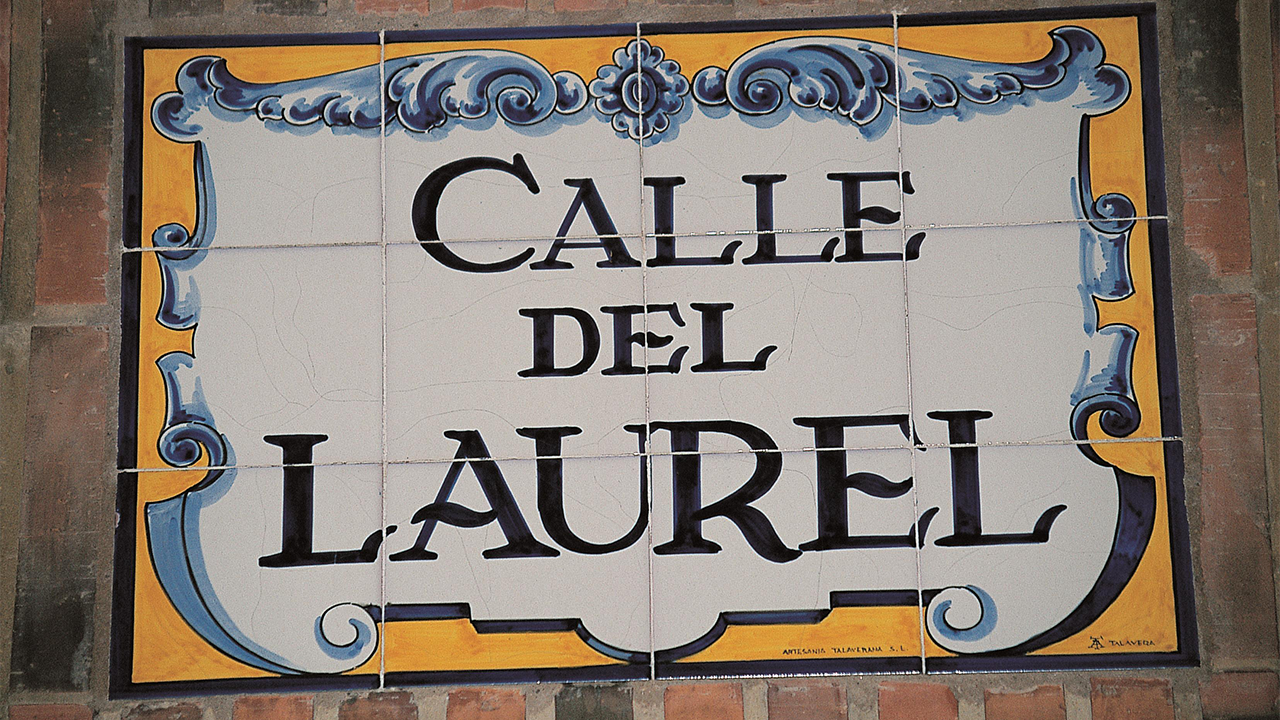 CALLE
DEL
LAUREL
ARTESANIA TALAVERANA S.L.
TALAVERA